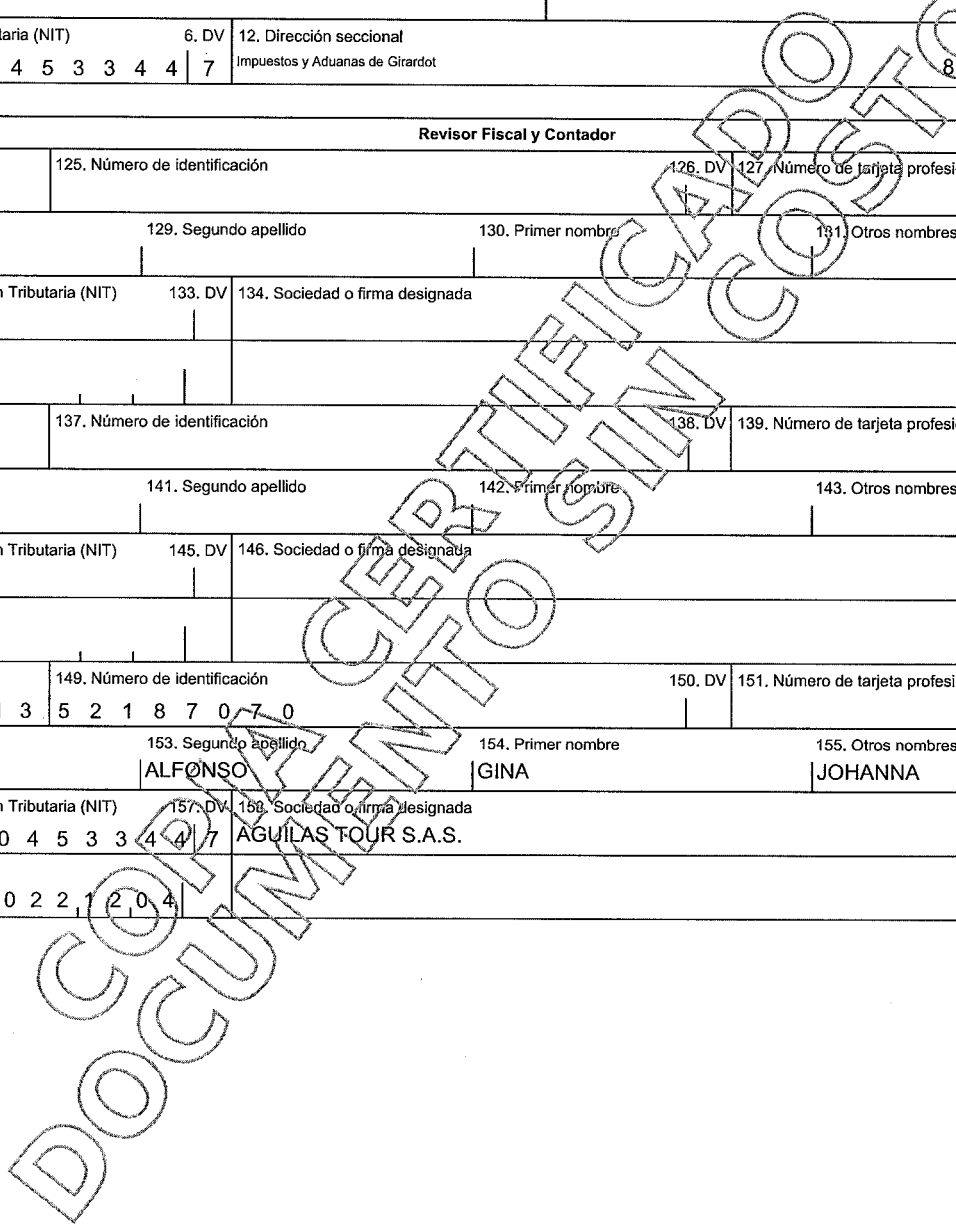 taria (NIT) 6. DV 12. Dirección seccional
4 5 3 3 4 4 7 Impuestos y Aduanas de Girardot 8
Revisor Fiscal y Contador
125. Número de identificación 126. DV 127. Número de tarjeta profesi
129. Segundo apellido 130. Primer nombre 131. Otros nombres
n Tributaria (NIT) 133. DV 134. Sociedad o firma designada
137. Número de identificación 138. DV 139. Número de tarjeta profesi
141. Segundo apellido 142. Primer nombre 143. Otros nombres
n Tributaria (NIT) 145. DV 146. Sociedad o firma designada
149. Número de identificación 150. DV 151. Número de tarjeta profesi
1 3 5 2 1 8 7 0 7 0
153. Segundo apellido 154. Primer nombre 155. Otros nombres
ALFONSO GINA JOHANNA
n Tributaria (NIT) 157. DV 158. Sociedad o firma designada
0 4 5 3 3 4 4 7 AGUILAS TOUR S.A.S.
0 2 2 1 2 0 4
COPIA CERTIFICADO
DOCUMENTO SIN COSTO